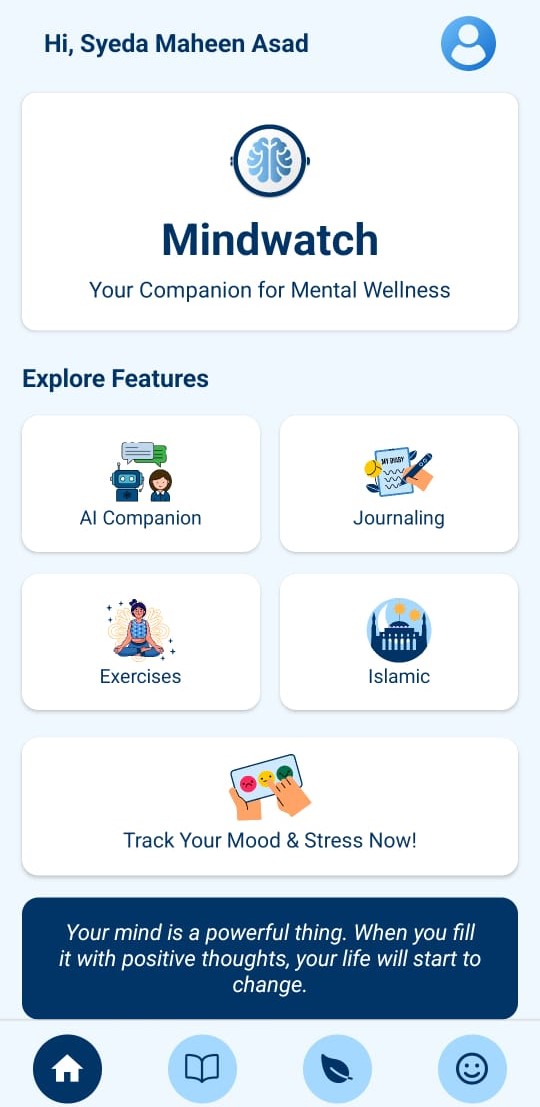 Hi, Syeda Maheen Asad
Mindwatch
Your Companion for Mental Wellness
Explore Features
MY DIARY
AI Companion
Journaling
Exercises
Islamic
Track Your Mood & Stress Now!
Your mind is a powerful thing. When you fill
it with positive thoughts, your life will start to
change.